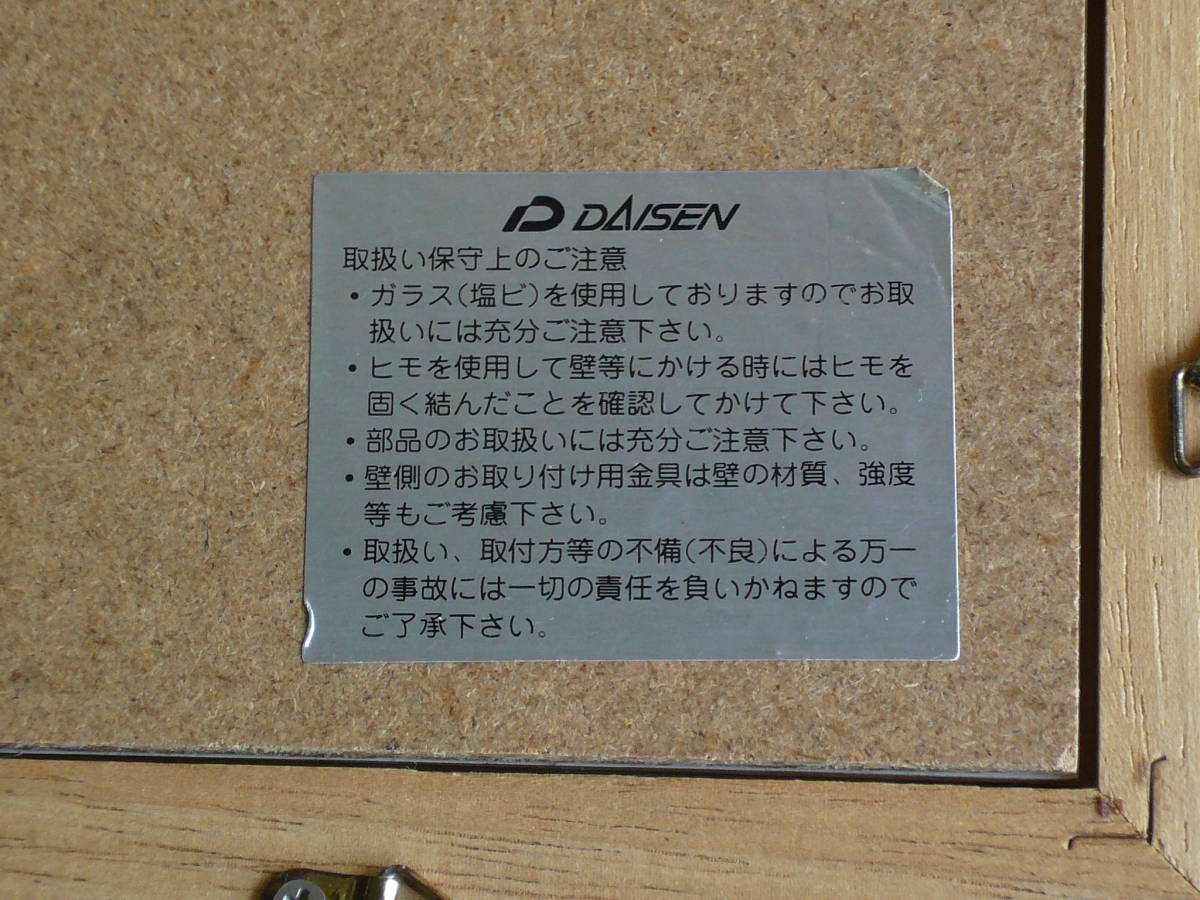 DAISEN
取扱い保守上のご注意
・ガラス(塩ビ)を使用しておりますのでお取
扱いには充分ご注意下さい。
・ヒモを使用して壁等にかける時にはヒモを
固く結んだことを確認してかけて下さい。
・部品のお取扱いには充分ご注意下さい。
・壁側のお取り付け用金具は壁の材質、強度
等もご考慮下さい。
・取扱い、取付方等の不備(不良)による万一
の事故には一切の責任を負いかねますので
ご了承下さい。